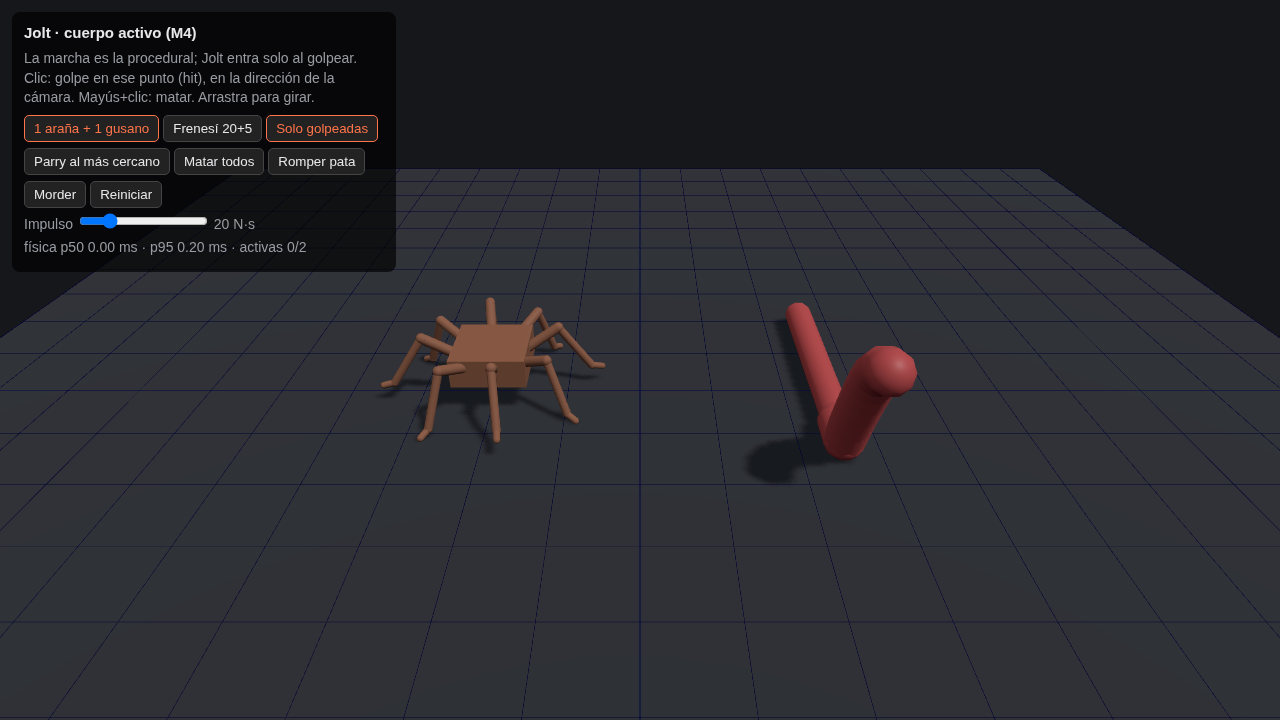 Jolt · cuerpo activo (M4)
La marcha es la procedural; Jolt entra solo al golpear.
Clic: golpe en ese punto (hit), en la dirección de la
cámara. Mayús+clic: matar. Arrastra para girar.
1 araña + 1 gusano Frenesí 20+5 Solo golpeadas
Parry al más cercano Matar todos Romper pata
Morder Reiniciar
Impulso 20 N·s
física p50 0.00 ms · p95 0.20 ms · activas 0/2